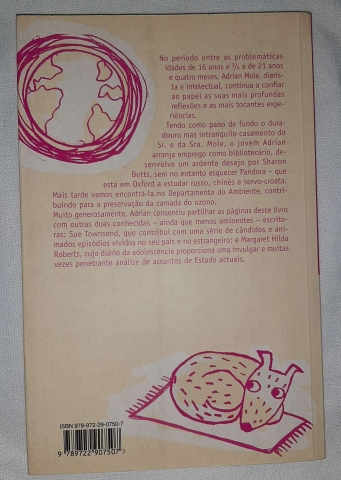 No período entre as problemáticas
idades de 16 anos e ¾ e de 21 anos
e quatro meses, Adrian Mole, diaris-
ta e intelectual, continua a confiar
ao papel as suas mais profundas
reflexões e as mais tocantes expe-
riências.
Tendo como pano de fundo o dura-
douro mas intranquilo casamento do
Sr. e da Sra. Mole, o jovem Adrian
arranja emprego como bibliotecário, de-
senvolve um ardente desejo por Sharon
Botts, sem no entanto esquecer Pandora – que
está em Oxford a estudar russo, chinês e servo-croata.
Mais tarde vamos encontrá-lo no Departamento do Ambiente, contri-
buindo para a preservação da camada do ozono.
Muito generosamente, Adrian consentiu partilhar as páginas deste livro
com outras duas conhecidas – ainda que menos eminentes – escrito-
ras: Sue Townsend, que contribui com uma série de cândidos e ani-
mados episódios vividos no seu país e no estrangeiro; e Margaret Hilda
Roberts, cujo diário da adolescência proporciona uma invulgar e muitas
vezes penetrante análise de assuntos de Estado actuais.
ISBN 978-972-29-0750-7
9 789722 907507